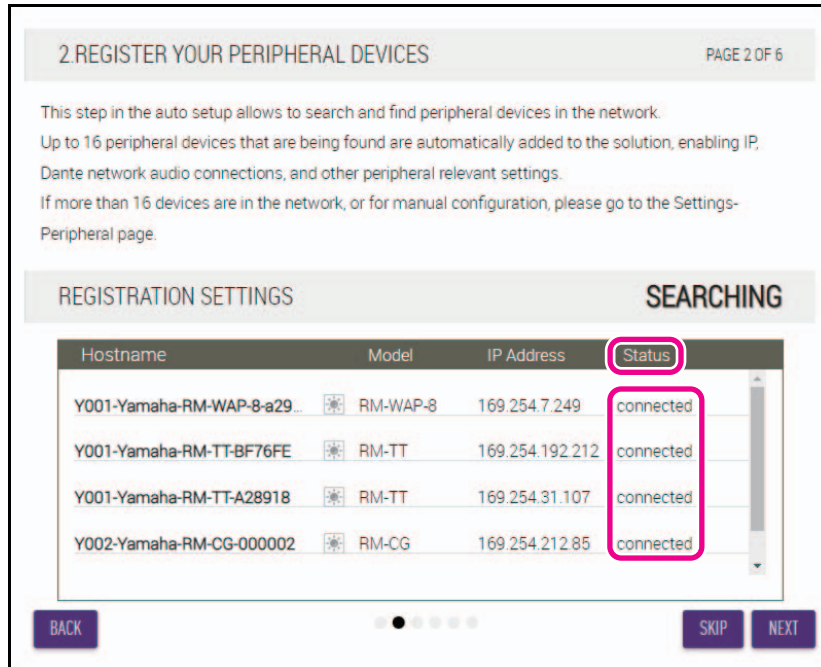 2.REGISTER YOUR PERIPHERAL DEVICES PAGE 2 OF 6
This step in the auto setup allows to search and find peripheral devices in the network.
Up to 16 peripheral devices that are being found are automatically added to the solution, enabling IP,
Dante network audio connections, and other peripheral relevant settings.
If more than 16 devices are in the network, or for manual configuration, please go to the Settings-
Peripheral page.
REGISTRATION SETTINGS SEARCHING
Hostname Model IP Address Status
Y001-Yamaha-RM-WAP-8-a29... RM-WAP-8 169.254.7.249 connected
Y001-Yamaha-RM-TT-BF76FE RM-TT 169.254.192.212 connected
Y001-Yamaha-RM-TT-A28918 RM-TT 169.254.31.107 connected
Y002-Yamaha-RM-CG-000002 RM-CG 169.254.212.85 connected
BACK SKIP NEXT